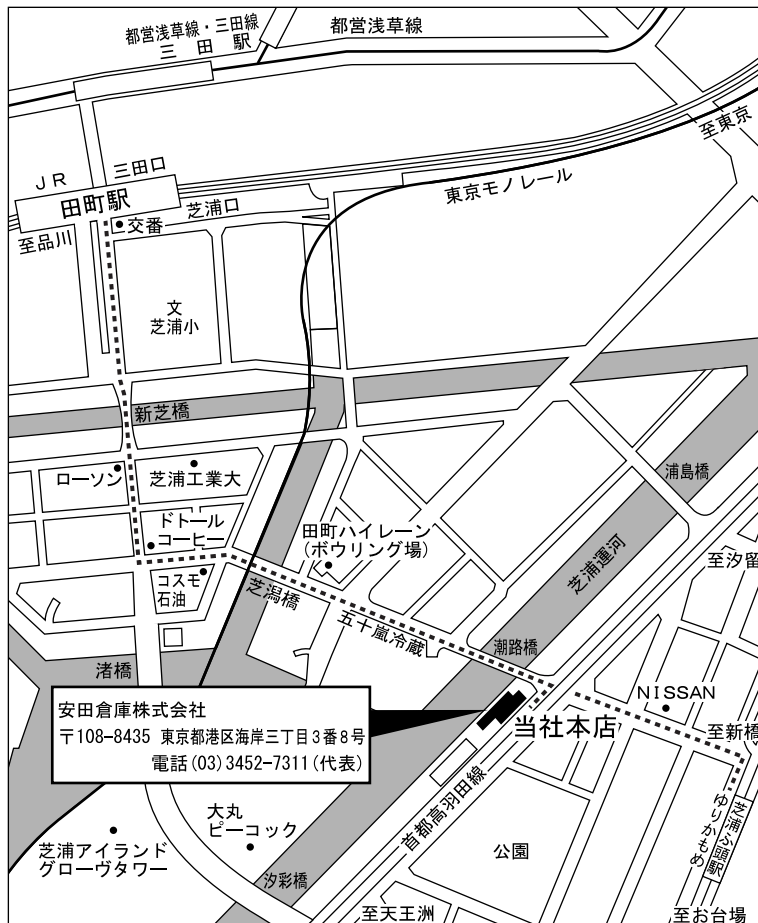 都営浅草線・三田線
三田駅
都営浅草線
至東京
JR
三田口
田町駅
芝浦口
東京モノレール
至品川
交番
文
芝浦小
新芝橋
ローソン
芝浦工業大
浦島橋
ドトール
コーヒー
田町ハイレーン
(ボウリング場)
芝浦運河
至汐留
コスモ
石油
芝潟橋
五十嵐冷蔵
潮路橋
渚橋
NISSAN
安田倉庫株式会社
〒108-8435 東京都港区海岸三丁目3番8号
電話(03)3452-7311(代表)
当社本店
至新橋
首都高羽田線
芝浦ふ頭駅
ゆりかもめ
大丸
ピーコック
芝浦アイランド
グローヴタワー
公園
汐彩橋
至天王洲
至お台場